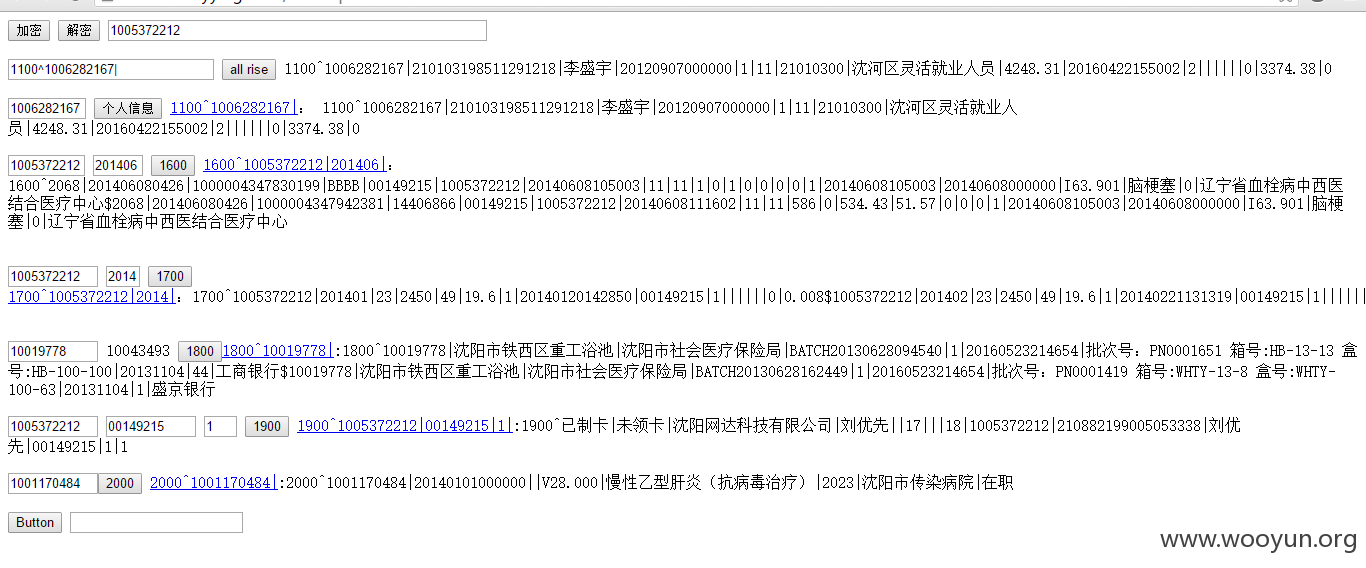 加密 解密 1005372212
1100^1006282167| all rise 1100^1006282167|210103198511291218|李盛宇|20120907000000|1|11|21010300|沈河区灵活就业人员|4248.31|20160422155002|2||||||0|3374.38|0
1006282167 个人信息 1100^1006282167|: 1100^1006282167|210103198511291218|李盛宇|20120907000000|1|11|21010300|沈河区灵活就业人
员|4248.31|20160422155002|2||||||0|3374.38|0
1005372212 201406 1600 1600^1005372212|201406|:
1600^2068|201406080426|1000004347830199|BBBB|00149215|1005372212|20140608105003|11|11|1|0|1|0|0|0|0|1|20140608105003|20140608000000|I63.901|脑梗塞|0|辽宁省血栓病中西医
结合医疗中心$2068|201406080426|1000004347942381|14406866|00149215|1005372212|20140608111602|11|11|586|0|534.43|51.57|0|0|0|1|20140608105003|20140608000000|I63.901|脑梗
塞|0|辽宁省血栓病中西医结合医疗中心
1005372212 2014 1700
1700^1005372212|2014|: 1700^1005372212|201401|23|2450|49|19.6|1|20140120142850|00149215|1||||||0|0.008$1005372212|201402|23|2450|49|19.6|1|20140221131319|00149215|1||||||
10019778 10043493 1800 1800^10019778|:1800^10019778|沈阳市铁西区重工浴池|沈阳市社会医疗保险局|BATCH20130628094540|1|20160523214654|批次号: PN0001651 箱号:HB-13-13 盒
号:HB-100-100|20131104|44|工商银行$10019778|沈阳市铁西区重工浴池|沈阳市社会医疗保险局|BATCH20130628162449|1|20160523214654|批次号: PN0001419 箱号:WHTY-13-8 盒号:WHTY-
100-63|20131104|1|盛京银行
1005372212 00149215 1 1900 1900^1005372212|00149215|1|:1900^已制卡|未领卡|沈阳网达科技有限公司|刘优先||17|||18|1005372212|210882199005053338|刘优
先|00149215|1|1
1001170484 2000 2000^1001170484|:2000^1001170484|20140101000000||V28.000|慢性乙型肝炎（抗病毒治疗）|2023|沈阳市传染病院|在职
Button
www.wooyun.org